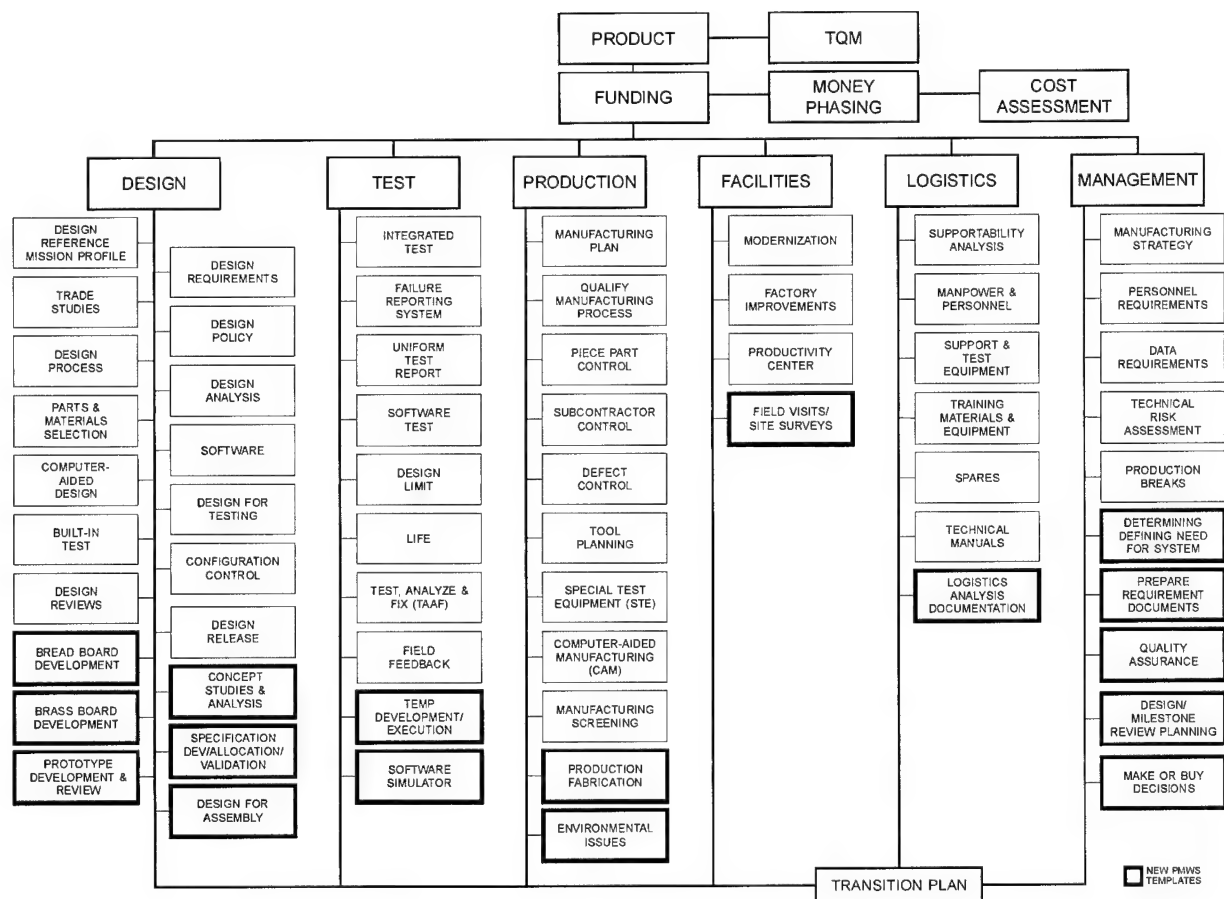 PRODUCT
TQM
FUNDING
MONEY
PHASING
COST
ASSESSMENT
DESIGN
TEST
PRODUCTION
FACILITIES
LOGISTICS
MANAGEMENT
DESIGN
REFERENCE
MISSION PROFILE
TRADE
STUDIES
DESIGN
PROCESS
PARTS &
MATERIALS
SELECTION
COMPUTER-
AIDED
DESIGN
BUILT-IN
TEST
DESIGN
REVIEWS
BREAD BOARD
DEVELOPMENT
BRASS BOARD
DEVELOPMENT
PROTOTYPE
DEVELOPMENT &
REVIEW
DESIGN
REQUIREMENTS
DESIGN
POLICY
DESIGN
ANALYSIS
SOFTWARE
DESIGN FOR
TESTING
CONFIGURATION
CONTROL
DESIGN
RELEASE
CONCEPT
STUDIES &
ANALYSIS
SPECIFICATION
DEV/ALLOCATION/
VALIDATION
DESIGN FOR
ASSEMBLY
INTEGRATED
TEST
FAILURE
REPORTING
SYSTEM
UNIFORM
TEST
REPORT
SOFTWARE
TEST
DESIGN
LIMIT
LIFE
TEST, ANALYZE &
FIX (TAAF)
FIELD
FEEDBACK
TEMP
DEVELOPMENT/
EXECUTION
SOFTWARE
SIMULATOR
MANUFACTURING
PLAN
QUALIFY
MANUFACTURING
PROCESS
PIECE PART
CONTROL
SUBCONTRACTOR
CONTROL
DEFECT
CONTROL
TOOL
PLANNING
SPECIAL TEST
EQUIPMENT (STE)
COMPUTER-AIDED
MANUFACTURING
(CAM)
MANUFACTURING
SCREENING
PRODUCTION
FABRICATION
ENVIRONMENTAL
ISSUES
MODERNIZATION
FACTORY
IMPROVEMENTS
PRODUCTIVITY
CENTER
FIELD VISITS/
SITE SURVEYS
SUPPORTABILITY
ANALYSIS
MANPOWER &
PERSONNEL
SUPPORT &
TEST
EQUIPMENT
TRAINING
MATERIALS &
EQUIPMENT
SPARES
TECHNICAL
MANUALS
LOGISTICS
ANALYSIS
DOCUMENTATION
MANUFACTURING
STRATEGY
PERSONNEL
REQUIREMENTS
DATA
REQUIREMENTS
TECHNICAL
RISK
ASSESSMENT
PRODUCTION
BREAKS
DETERMINING
DEFINING NEED
FOR SYSTEM
PREPARE
REQUIREMENT
DOCUMENTS
QUALITY
ASSURANCE
DESIGN/
MILESTONE
REVIEW PLANNING
MAKE OR BUY
DECISIONS
TRANSITION PLAN
NEW PMWS
TEMPLATES